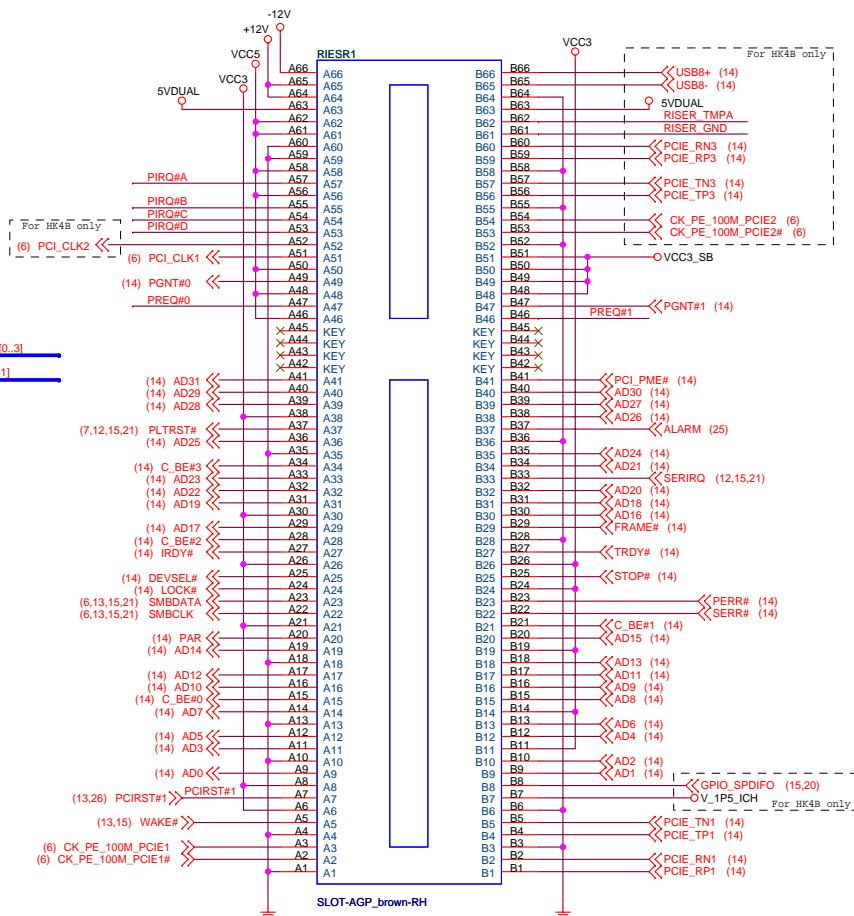 -12V
+12V
VCC5
VCC3
5VDUAL
RIESR1
VCC3
For HK4B only
A66 A66 B66 B66 USB8+ (14)
A65 A65 B65 B65 USB8- (14)
A64 A64 B64 B64
A63 A63 B63 B63 5VDUAL
A62 A62 B62 B62 RISER_TMPA
A61 A61 B61 B61 RISER_GND
A60 A60 B60 B60 PCIE_RN3 (14)
A59 A59 B59 B59 PCIE_RP3 (14)
A58 A58 B58 B58
PIRQ#A A57 A57 B57 B57 PCIE_TN3 (14)
A56 A56 B56 B56 PCIE_TP3 (14)
PIRQ#B A55 A55 B55 B55
PIRQ#C A54 A54 B54 B54 CK_PE_100M_PCIE2 (6)
PIRQ#D A53 A53 B53 B53 CK_PE_100M_PCIE2# (6)
For HK4B only
(6) PCI_CLK2 A52 A52 B52 B52
(6) PCI_CLK1 A51 A51 B51 B51 VCC3_SB
A50 A50 B50 B50
(14) PGNT#0 A49 A49 B49 B49
A48 A48 B48 B48
PREQ#0 A47 A47 B47 B47 PGNT#1 (14)
A46 A46 B46 B46 PREQ#1
A45 KEY KEY B45
A44 KEY KEY B44
A43 KEY KEY B43
A42 KEY KEY B42
0..3]
1]
(14) AD31 A41 A41 B41 B41 PCI_PME# (14)
(14) AD29 A40 A40 B40 B40 AD30 (14)
(14) AD28 A39 A39 B39 B39 AD27 (14)
A38 A38 B38 B38 AD26 (14)
(7,12,15,21) PLTRST# A37 A37 B37 B37 ALARM (25)
(14) AD25 A36 A36 B36 B36
A35 A35 B35 B35 AD24 (14)
(14) C_BE#3 A34 A34 B34 B34 AD21 (14)
(14) AD23 A33 A33 B33 B33 SERIRQ (12,15,21)
(14) AD22 A32 A32 B32 B32 AD20 (14)
(14) AD19 A31 A31 B31 B31 AD18 (14)
A30 A30 B30 B30 AD16 (14)
(14) AD17 A29 A29 B29 B29 FRAME# (14)
(14) C_BE#2 A28 A28 B28 B28
(14) IRDY# A27 A27 B27 B27 TRDY# (14)
A26 A26 B26 B26
(14) DEVSEL# A25 A25 B25 B25 STOP# (14)
(14) LOCK# A24 A24 B24 B24
(6,13,15,21) SMBDATA A23 A23 B23 B23 PERR# (14)
(6,13,15,21) SMBCLK A22 A22 B22 B22 SERR# (14)
A21 A21 B21 B21 C_BE#1 (14)
(14) PAR A20 A20 B20 B20 AD15 (14)
(14) AD14 A19 A19 B19 B19
A18 A18 B18 B18 AD13 (14)
(14) AD12 A17 A17 B17 B17 AD11 (14)
(14) AD10 A16 A16 B16 B16 AD9 (14)
(14) C_BE#0 A15 A15 B15 B15 AD8 (14)
(14) AD7 A14 A14 B14 B14
A13 A13 B13 B13 AD6 (14)
(14) AD5 A12 A12 B12 B12 AD4 (14)
(14) AD3 A11 A11 B11 B11
A10 A10 B10 B10 AD2 (14)
(14) AD0 A9 A9 B9 B9 AD1 (14)
A8 A8 B8 B8 GPIO_SPDIFO (15,20)
(13,26) PCIRST#1 PCIRST#1 A7 A7 B7 B7 V_1P5_ICH
For HK4B only
A6 A6 B6 B6
(13,15) WAKE# A5 A5 B5 B5 PCIE_TN1 (14)
A4 A4 B4 B4 PCIE_TP1 (14)
(6) CK_PE_100M_PCIE1 A3 A3 B3 B3
(6) CK_PE_100M_PCIE1# A2 A2 B2 B2 PCIE_RN1 (14)
A1 A1 B1 B1 PCIE_RP1 (14)
SLOT-AGP_brown-RH